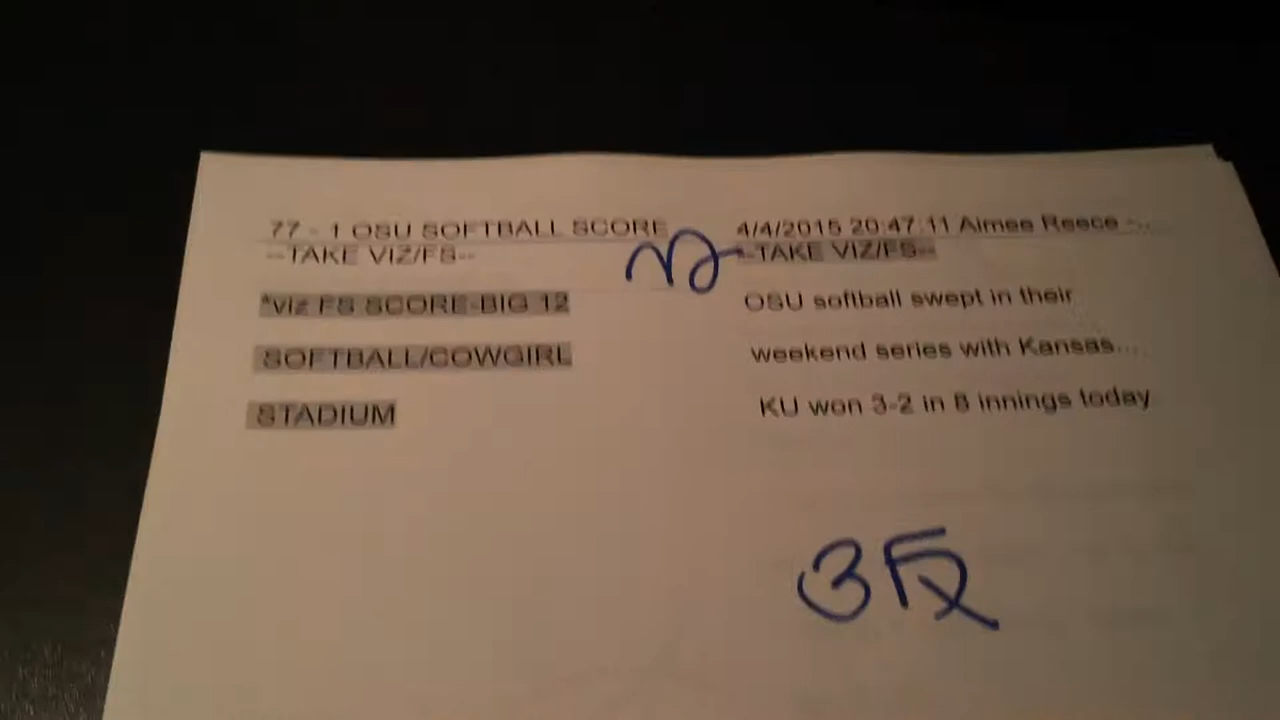 77 - 1 OSU SOFTBALL SCORE
--TAKE VIZ/FS--
*viz FS SCORE-BIG 12
SOFTBALL/COWGIRL
STADIUM
4/4/2015 20:47:11 Aimee Reece -...
--TAKE VIZ/FS--
OSU softball swept in their
weekend series with Kansas...
KU won 3-2 in 8 innings today